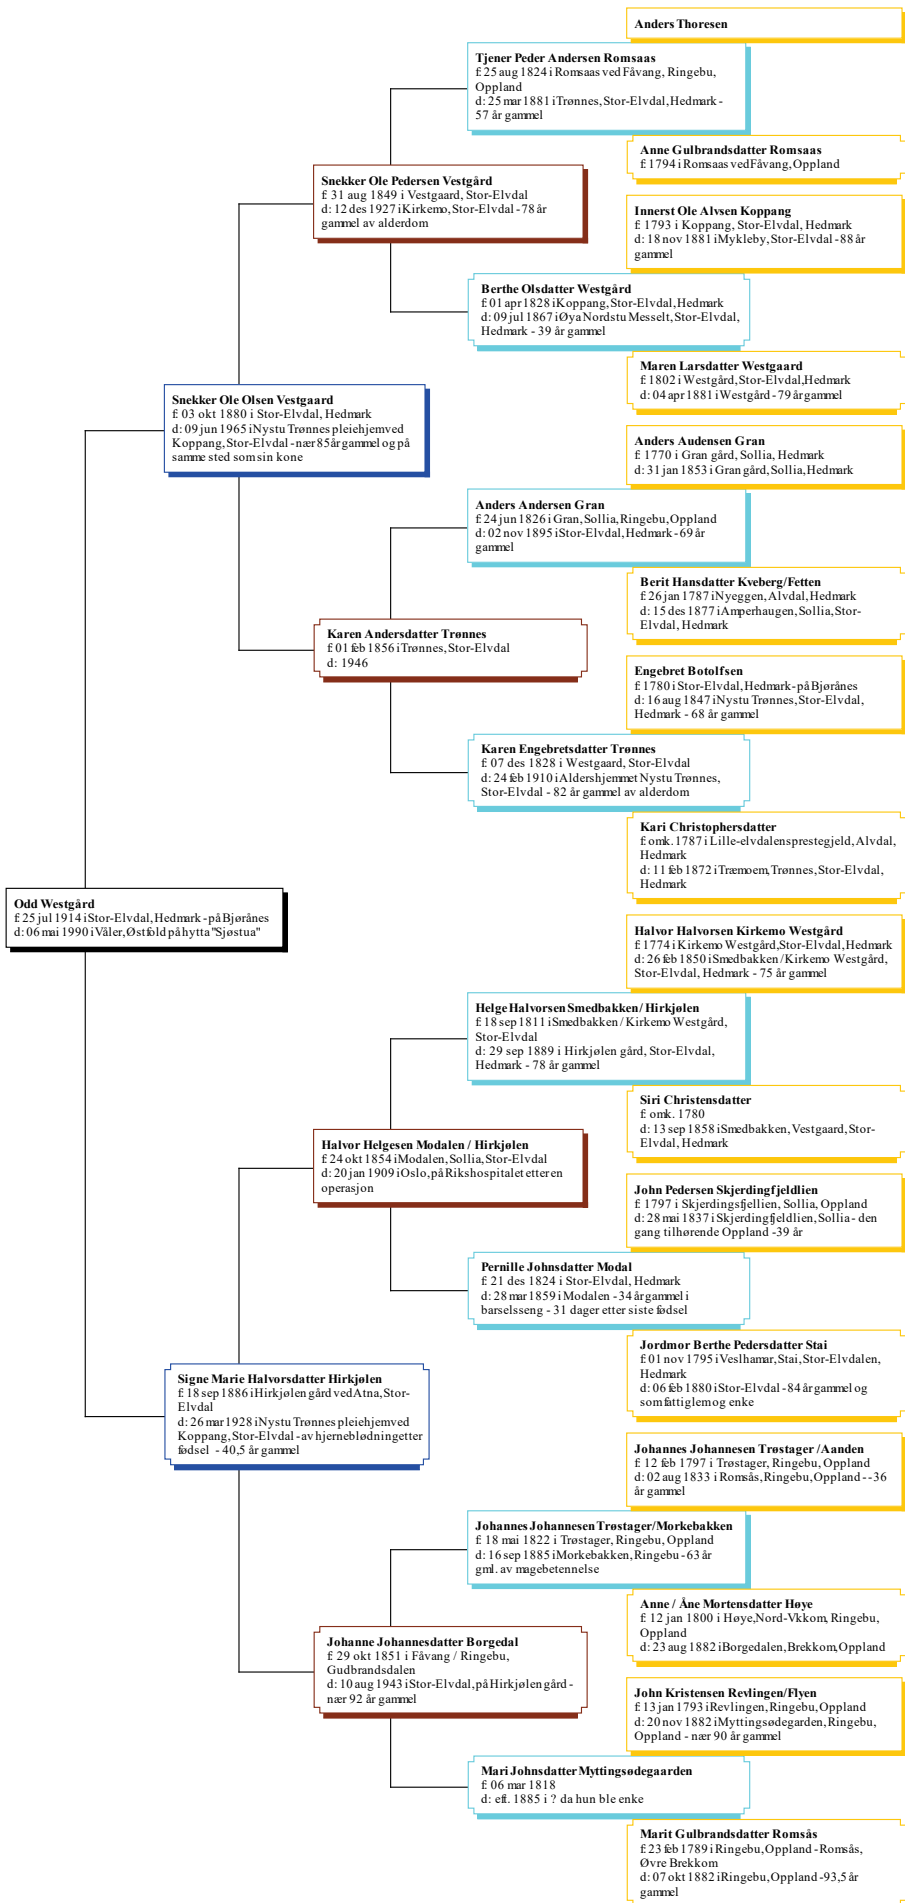 Anders Thoresen
Tjener Peder Andersen Romsaas
f: 25 aug 1824 i Romsaas ved Fåvang, Ringebu,
Oppland
d: 25 mar 1881 i Trønnes, Stor-Elvdal, Hedmark -
57 år gammel
Anne Gulbrandsdatter Romsaas
f: 1794 i Romsaas ved Fåvang, Oppland
Snekker Ole Pedersen Vestgård
f: 31 aug 1849 i Vestgaard, Stor-Elvdal
d: 12 des 1927 i Kirkemo, Stor-Elvdal - 78 år
gammel av alderdom
Innerst Ole Alvsen Koppang
f: 1793 i Koppang, Stor-Elvdal, Hedmark
d: 18 nov 1881 i Mykleby, Stor-Elvdal - 88 år
gammel
Berthe Olsdatter Westgård
f: 01 apr 1828 i Koppang, Stor-Elvdal, Hedmark
d: 09 jul 1867 i Øya Nordstu Messelt, Stor-Elvdal,
Hedmark - 39 år gammel
Maren Larsdatter Westgaard
f: 1802 i Westgård, Stor-Elvdal, Hedmark
d: 04 apr 1881 i Westgård - 79 år gammel
Snekker Ole Olsen Vestgaard
f: 03 okt 1880 i Stor-Elvdal, Hedmark
d: 09 jun 1965 i Nystu Trønnes pleiehjem ved
Koppang, Stor-Elvdal - nær 85 år gammel og på
samme sted som sin kone
Anders Audensen Gran
f: 1770 i Gran gård, Sollia, Hedmark
d: 31 jan 1853 i Gran gård, Sollia, Hedmark
Anders Andersen Gran
f: 24 jun 1826 i Gran, Sollia, Ringebu, Oppland
d: 02 nov 1895 i Stor-Elvdal, Hedmark - 69 år
gammel
Berit Hansdatter Kveberg/Fetten
f: 26 jan 1787 i Nyeggen, Alvdal, Hedmark
d: 15 des 1877 i Amperhaugen, Sollia, Stor-
Elvdal, Hedmark
Karen Andersdatter Trønnes
f: 01 feb 1856 i Trønnes, Stor-Elvdal
d: 1946
Engebret Botolfsen
f: 1780 i Stor-Elvdal, Hedmark - på Bjørånes
d: 16 aug 1847 i Nystu Trønnes, Stor-Elvdal,
Hedmark - 68 år gammel
Karen Engebretsdatter Trønnes
f: 07 des 1828 i Westgaard, Stor-Elvdal
d: 24 feb 1910 i Aldershjemmet Nystu Trønnes,
Stor-Elvdal - 82 år gammel av alderdom
Kari Christophersdatter
f: omk. 1787 i Lille-elvdalens prestegjeld, Alvdal,
Hedmark
d: 11 feb 1872 i Træmoem, Trønnes, Stor-Elvdal,
Hedmark
Odd Westgård
f: 25 jul 1914 i Stor-Elvdal, Hedmark - på Bjørånes
d: 06 mai 1990 i Våler, Østfold på hytta "Sjøstua"
Halvor Halvorsen Kirkemo Westgård
f: 1774 i Kirkemo Westgård, Stor-Elvdal, Hedmark
d: 26 feb 1850 i Smedbakken / Kirkemo Westgård,
Stor-Elvdal, Hedmark - 75 år gammel
Helge Halvorsen Smedbakken/ Hirkjølen
f: 18 sep 1811 i Smedbakken / Kirkemo Westgård,
Stor-Elvdal
d: 29 sep 1889 i Hirkjølen gård, Stor-Elvdal,
Hedmark - 78 år gammel
Siri Christensdatter
f: omk. 1780
d: 13 sep 1858 i Smedbakken, Vestgaard, Stor-
Elvdal, Hedmark
Halvor Helgesen Modalen / Hirkjølen
f: 24 okt 1854 i Modalen, Sollia, Stor-Elvdal
d: 20 jan 1909 i Oslo, på Rikshospitalet etter en
operasjon
John Pedersen Skjerdingfjeldlien
f: 1797 i Skjerdingsfjellien, Sollia, Oppland
d: 28 mai 1837 i Skjerdingfjeldlien, Sollia - den
gang tilhørende Oppland -39 år
Pernille Johnsdatter Modal
f: 21 des 1824 i Stor-Elvdal, Hedmark
d: 28 mar 1859 i Modalen - 34 år gammel i
barselsseng - 31 dager etter siste fødsel
Jordmor Berthe Pedersdatter Stai
f: 01 nov 1795 i Veslhamar, Stai, Stor-Elvdalen,
Hedmark
d: 06 feb 1880 i Stor-Elvdal - 84 år gammel og
som fattiglem og enke
Signe Marie Halvorsdatter Hirkjølen
f: 18 sep 1886 i Hirkjølen gård ved Atna, Stor-
Elvdal
d: 26 mar 1928 i Nystu Trønnes pleiehjem ved
Koppang, Stor-Elvdal - av hjerneblødning etter
fødsel - 40,5 år gammel
Johannes Johannesen Trøstager /Aanden
f: 12 feb 1797 i Trøstager, Ringebu, Oppland
d: 02 aug 1833 i Romsås, Ringebu, Oppland - -36
år gammel
Johannes Johannesen Trøstager/Morkebakken
f: 18 mai 1822 i Trøstager, Ringebu, Oppland
d: 16 sep 1885 i Morkebakken, Ringebu - 63 år
gml. av magebetennelse
Anne / Åne Mortensdatter Høye
f: 12 jan 1800 i Høye, Nord-Vkkom, Ringebu,
Oppland
d: 23 aug 1882 i Borgedalen, Brekkom, Oppland
Johanne Johannesdatter Borgedal
f: 29 okt 1851 i Fåvang / Ringebu,
Gudbrandsdalen
d: 10 aug 1943 i Stor-Elvdal, på Hirkjølen gård -
nær 92 år gammel
John Kristensen Revlingen/Flyen
f: 13 jan 1793 i Revlingen, Ringebu, Oppland
d: 20 nov 1882 i Myttingsødegarden, Ringebu,
Oppland - nær 90 år gammel
Mari Johnsdatter Myttingsødegaarden
f: 06 mar 1818
d: eft. 1885 i ? da hun ble enke
Marit Gulbrandsdatter Romsås
f: 23 feb 1789 i Ringebu, Oppland - Romsås,
Øvre Brekkom
d: 07 okt 1882 i Ringebu, Oppland -93,5 år
gammel